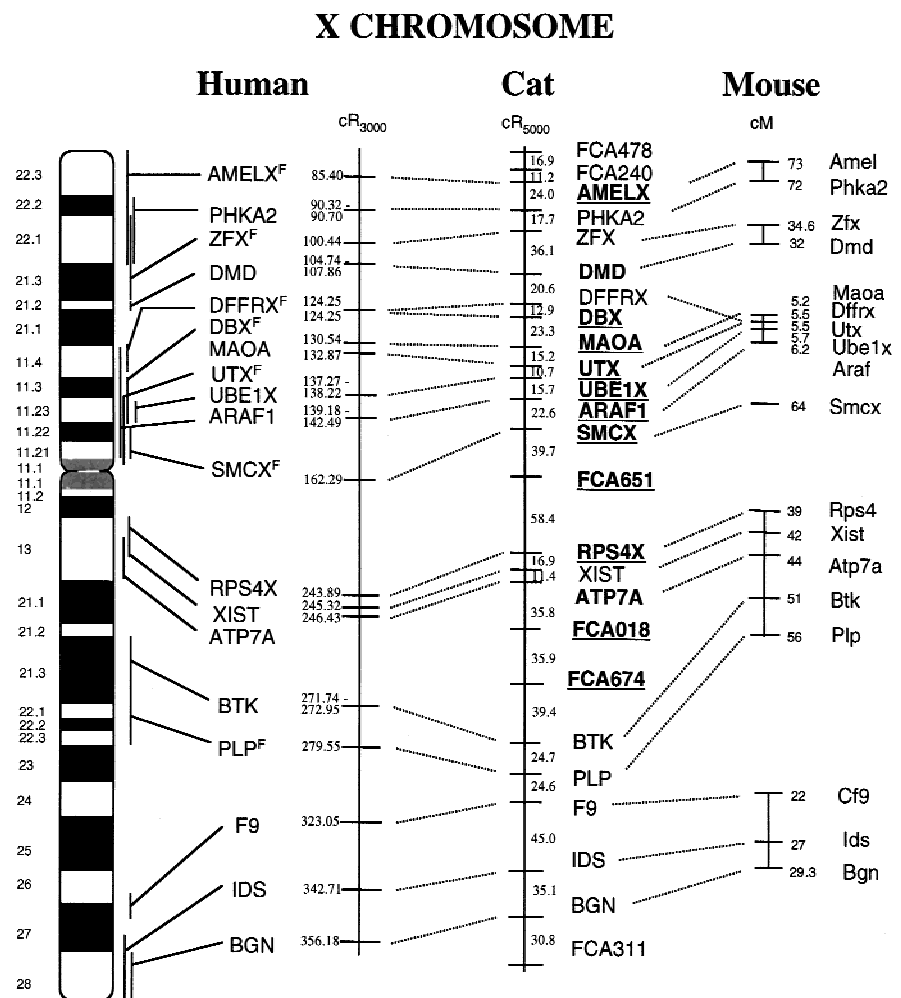 X CHROMOSOME
Human Cat Mouse
cR3000 cR5000 cM
22.3
22.2
22.1
21.3
21.2
21.1
11.4
11.3
11.23
11.22
11.21
11.1
11.1
11.2
12
13
21.1
21.2
21.3
22.1
22.2
22.3
23
24
25
26
27
28
AMELXF
PHKA2
ZFXF
DMD
DFFRXF
DBXF
MAOA
UTXF
UBE1X
ARAF1
SMCXF
RPS4X
XIST
ATP7A
BTK
PLPF
F9
IDS
BGN
85.40
90.32
90.70
100.44
104.74
107.86
124.25
124.25
130.54
132.87
137.27
138.22
139.18
142.49
162.29
243.89
245.32
246.43
271.74
272.95
279.55
323.05
342.71
356.18
16.9
11.2
24.0
17.7
36.1
20.6
12.9
23.3
15.2
10.7
15.7
22.6
39.7
58.4
16.9
11.4
35.8
35.9
39.4
24.7
24.6
45.0
35.1
30.8
FCA478
FCA240
AMELX
PHKA2
ZFX
DMD
DFFRX
DBX
MAOA
UTX
UBE1X
ARAF1
SMCX
FCA651
RPS4X
XIST
ATP7A
FCA018
FCA674
BTK
PLP
F9
IDS
BGN
FCA311
73 Amel
72 Phka2
34.6 Zfx
32 Dmd
5.2 Maoa
5.5 Dffrx
5.5 Utx
5.7 Ube1x
6.2 Araf
64 Smcx
39 Rps4
42 Xist
44 Atp7a
51 Btk
56 Plp
22 Cf9
27 Ids
29.3 Bgn